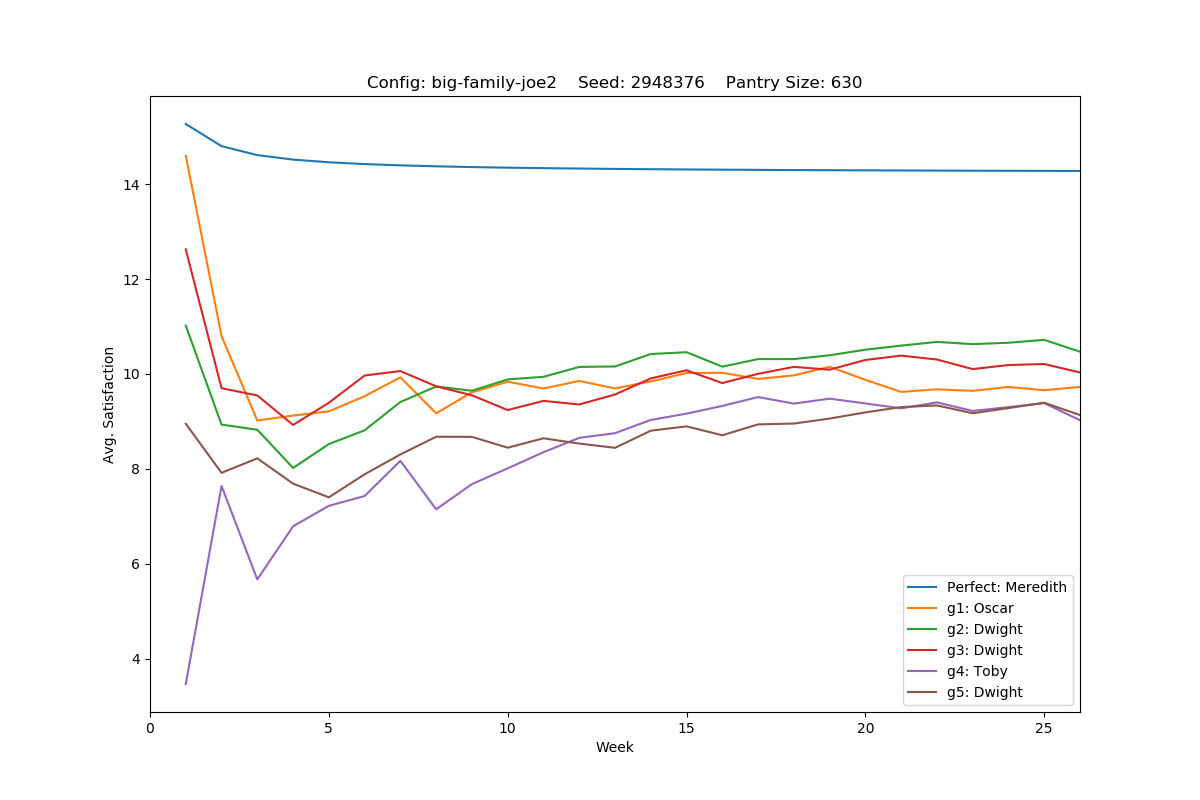 Config: big-family-joe2    Seed: 2948376    Pantry Size: 630
Avg. Satisfaction
14
12
10
8
6
4
Perfect: Meredith
g1: Oscar
g2: Dwight
g3: Dwight
g4: Toby
g5: Dwight
0 5 10 15 20 25
Week